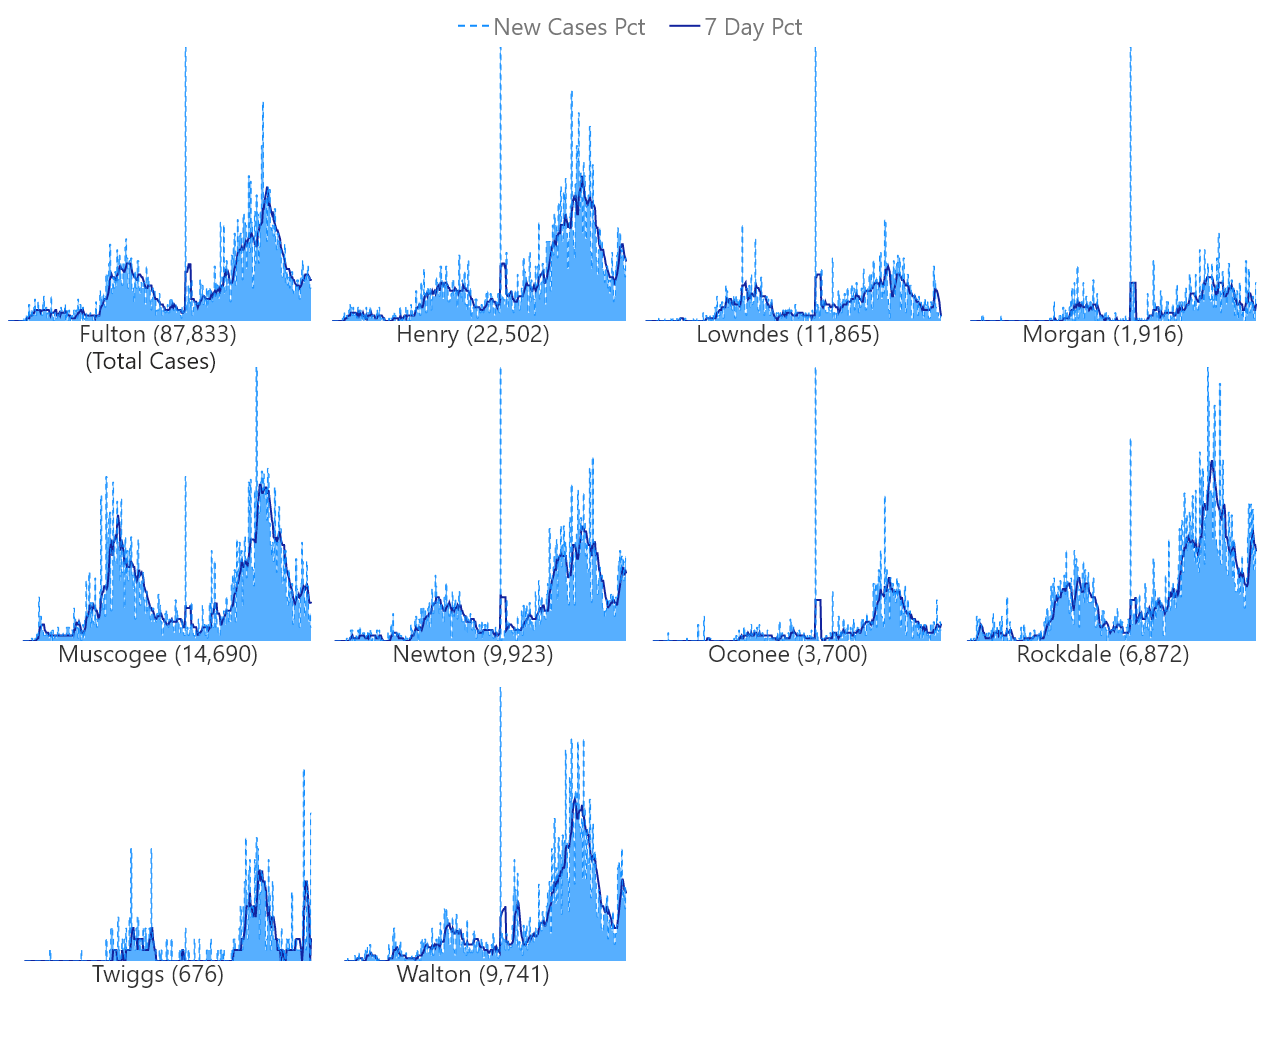 New Cases Pct 7 Day Pct
Fulton (87,833)
(Total Cases)
Henry (22,502)
Lowndes (11,865)
Morgan (1,916)
Muscogee (14,690)
Newton (9,923)
Oconee (3,700)
Rockdale (6,872)
Twiggs (676)
Walton (9,741)